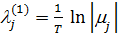 λ_j^{(1)} = \frac{1}{T} ln |μ_j|